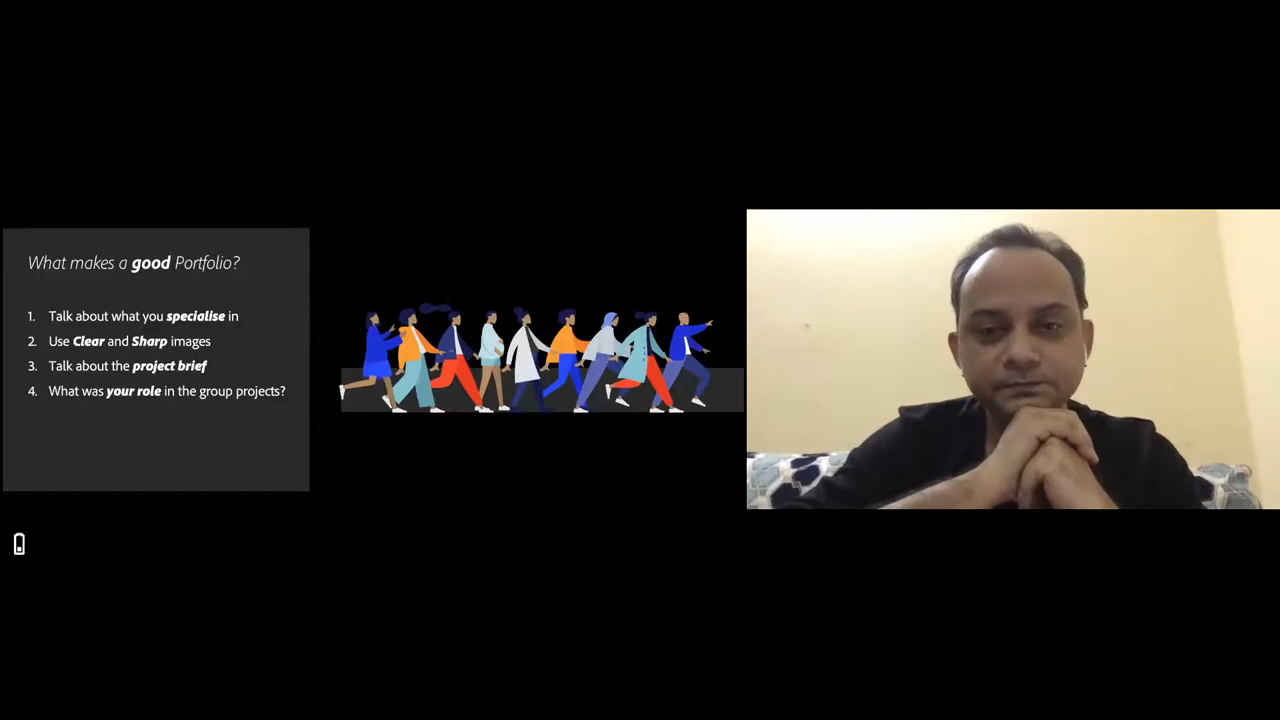 What makes a good Portfolio?
1. Talk about what you specialise in
2. Use Clear and Sharp images
3. Talk about the project brief
4. What was your role in the group projects?